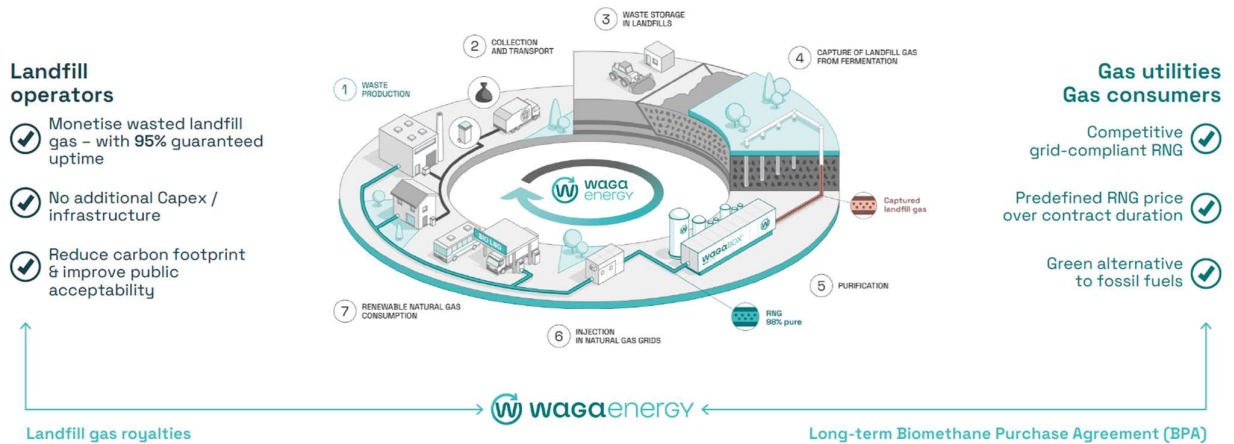 Landfill
operators
Monetise wasted landfill
gas – with 95% guaranteed
uptime
No additional Capex /
infrastructure
Reduce carbon footprint
& improve public
acceptability
1 WASTE
PRODUCTION
2 COLLECTION
AND TRANSPORT
3 WASTE STORAGE
IN LANDFILLS
4 CAPTURE OF LANDFILL GAS
FROM FERMENTATION
waga
energy
Captured
landfill gas
WAGABOX
5 PURIFICATION
RNG
98% pure
6 INJECTION
IN NATURAL GAS GRIDS
7 RENEWABLE NATURAL GAS
CONSUMPTION
Gas utilities
Gas consumers
Competitive
grid-compliant RNG
Predefined RNG price
over contract duration
Green alternative
to fossil fuels
wagaenergy
Landfill gas royalties
Long-term Biomethane Purchase Agreement (BPA)